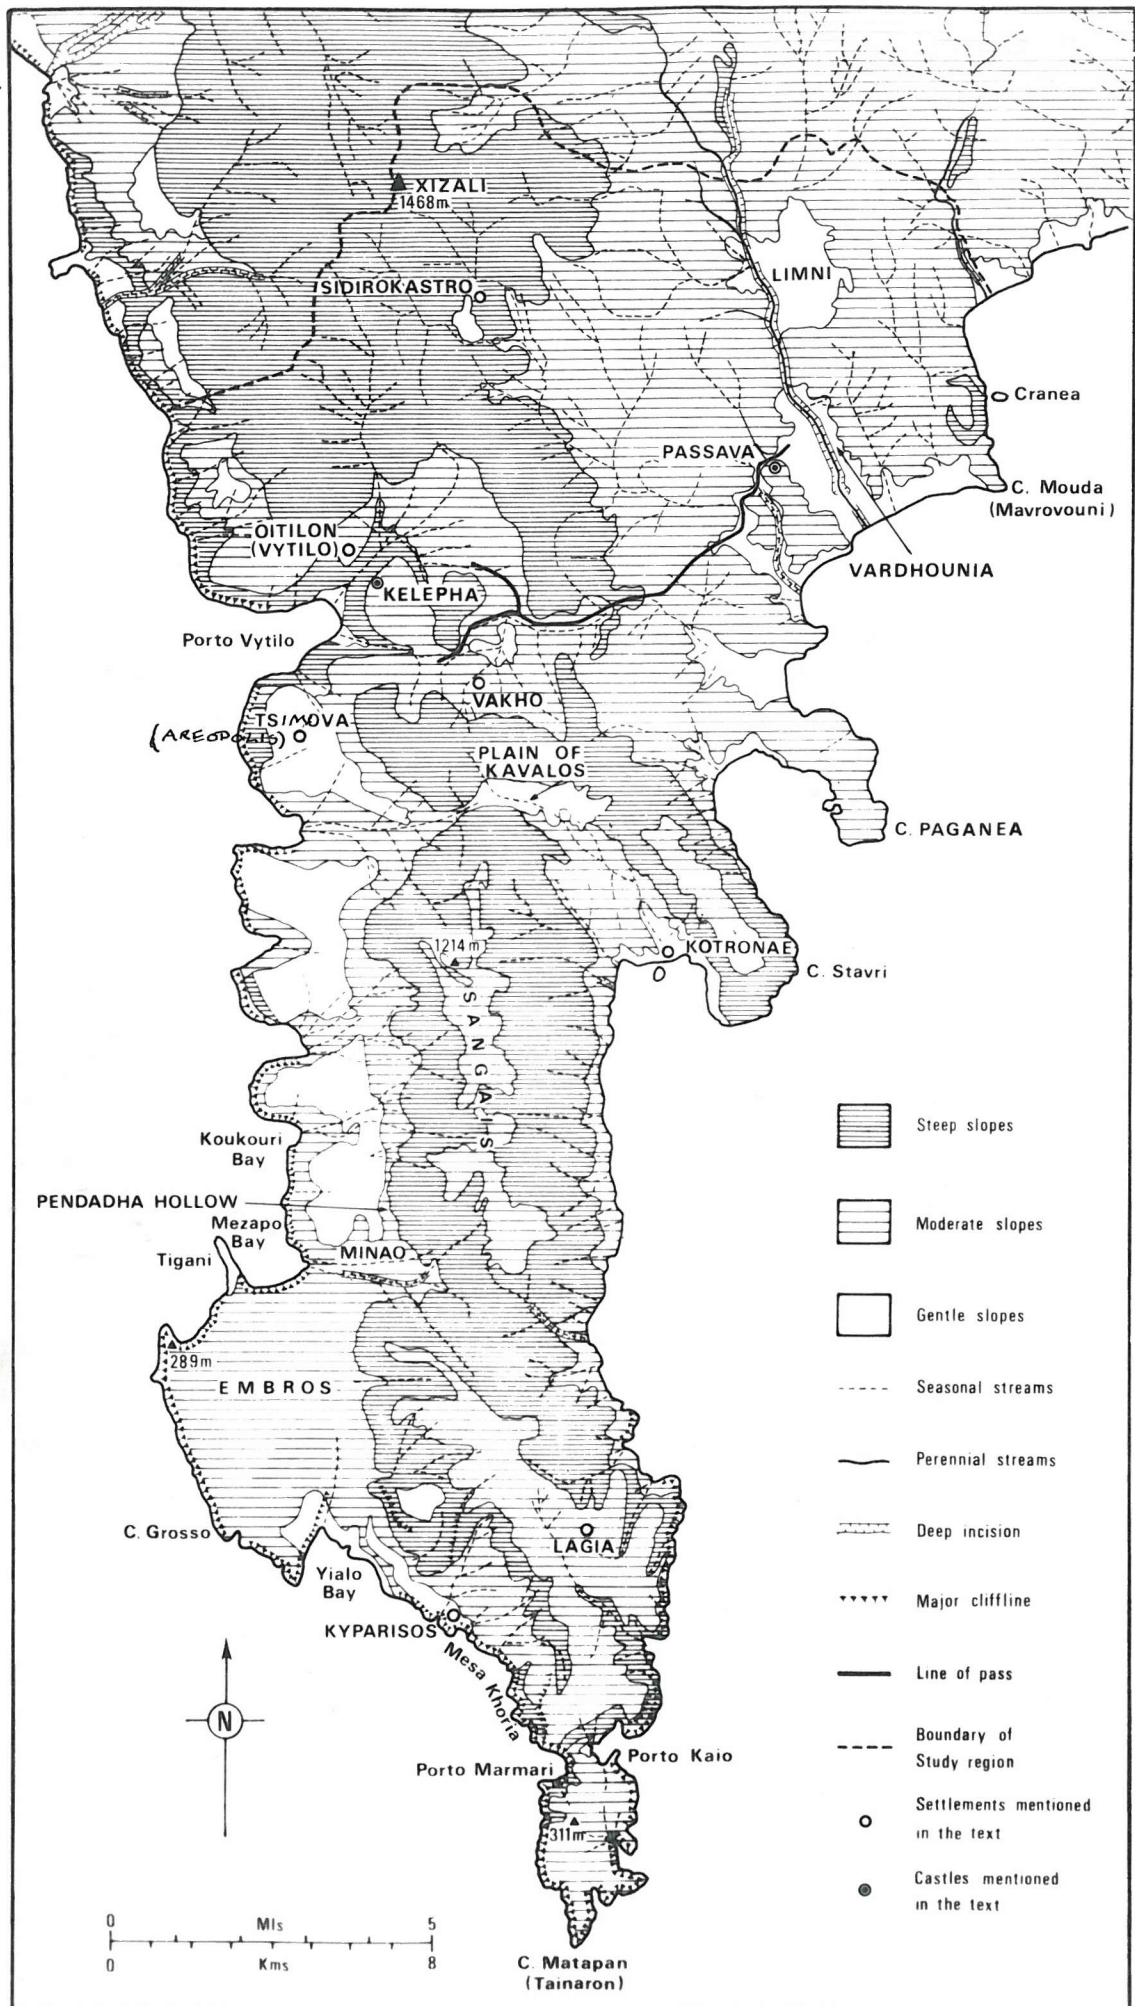 XIZALI
1468m
SIDIROKASTRO
LIMNI
Cranea
PASSAVA
C. Mouda
(Mavrovouni)
OITILON
(VYTILO)
VARDHOUNIA
KELEPHA
Porto Vytilo
VAKHO
TSIMOVA
(AREOPOLIS)
PLAIN OF
KAVALOS
C. PAGANEA
1214m
KOTRONAE
C. Stavri
SANGAIS
Steep slopes
Koukouri
Bay
PENDADHA HOLLOW
Mezapo
Bay
Moderate slopes
MINAO
Tigani
Gentle slopes
289m
EMBROS
Seasonal streams
Perennial streams
C. Grosso
LAGIA
Deep incision
Yialo
Bay
Major cliffline
KYPARISOS
Mesa Khoria
Line of pass
N
Boundary of
Study region
Porto Kaio
Porto Marmari
Settlements mentioned
in the text
311m
Castles mentioned
in the text
0 Mls 5
0 Kms 8
C. Matapan
(Tainaron)